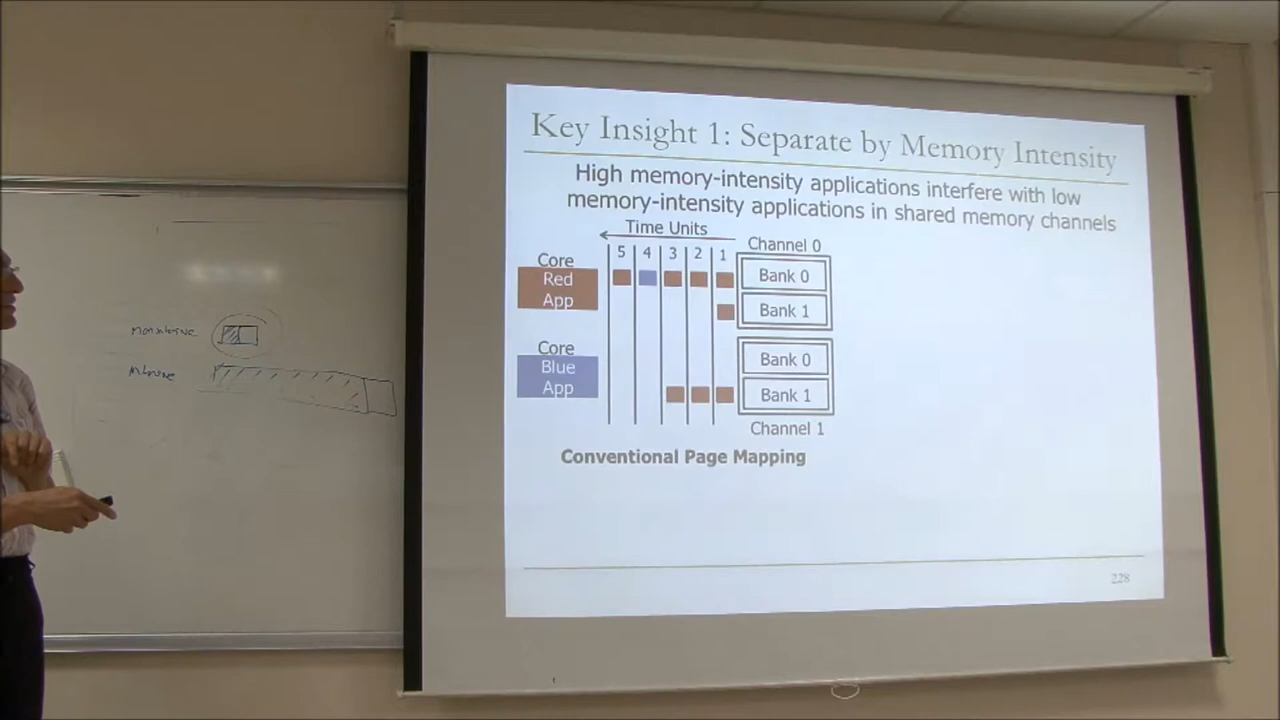 Key Insight 1: Separate by Memory Intensity
High memory-intensity applications interfere with low
memory-intensity applications in shared memory channels
Time Units
5 4 3 2 1
Channel 0
Core
Red
App
Bank 0
Bank 1
Core
Blue
App
Bank 0
Bank 1
Channel 1
Conventional Page Mapping
228